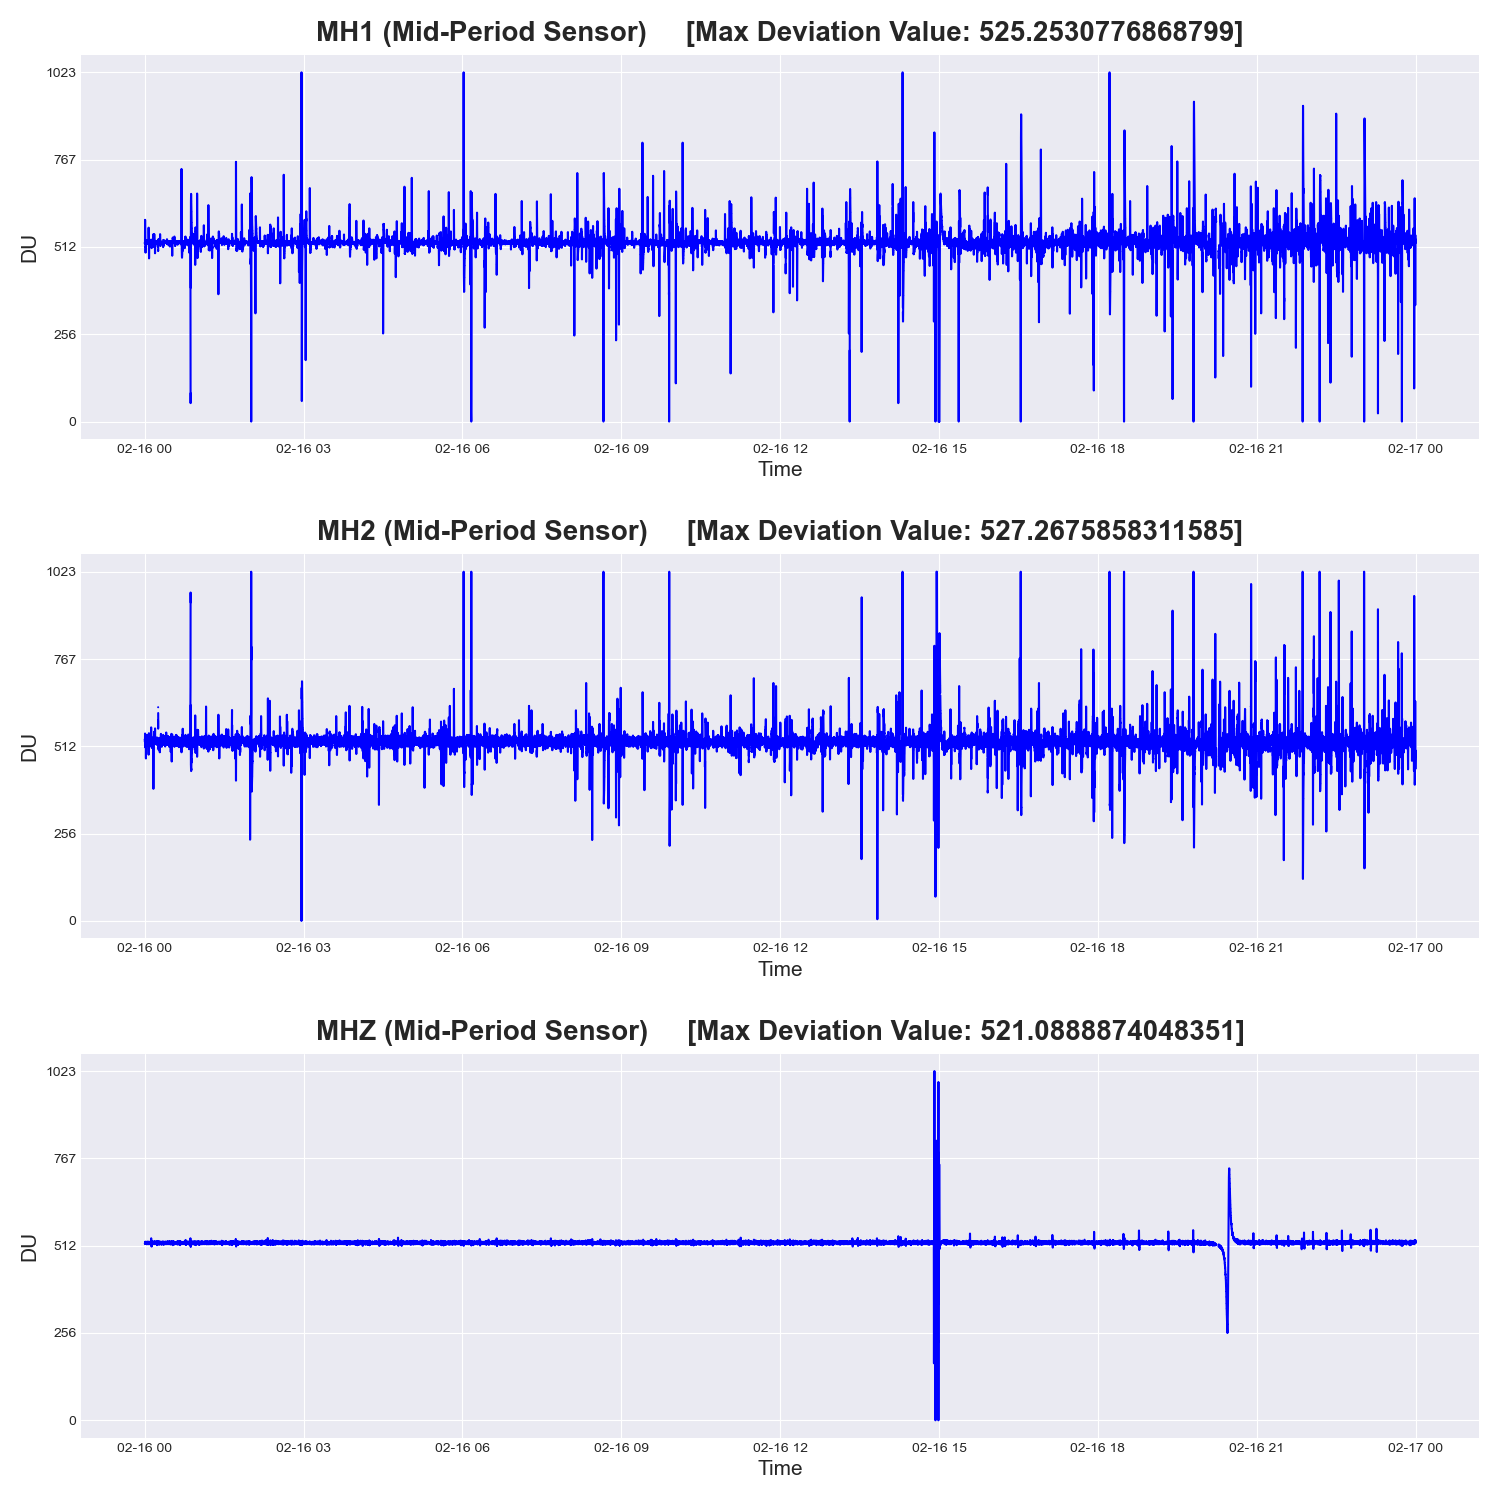 MH1 (Mid-Period Sensor) [Max Deviation Value: 525.2530776868799]
1023
767
512
256
0
DU
02-16 00 02-16 03 02-16 06 02-16 09 02-16 12 02-16 15 02-16 18 02-16 21 02-17 00
Time
MH2 (Mid-Period Sensor) [Max Deviation Value: 527.2675858311585]
1023
767
512
256
0
DU
02-16 00 02-16 03 02-16 06 02-16 09 02-16 12 02-16 15 02-16 18 02-16 21 02-17 00
Time
MHZ (Mid-Period Sensor) [Max Deviation Value: 521.0888874048351]
1023
767
512
256
0
DU
02-16 00 02-16 03 02-16 06 02-16 09 02-16 12 02-16 15 02-16 18 02-16 21 02-17 00
Time